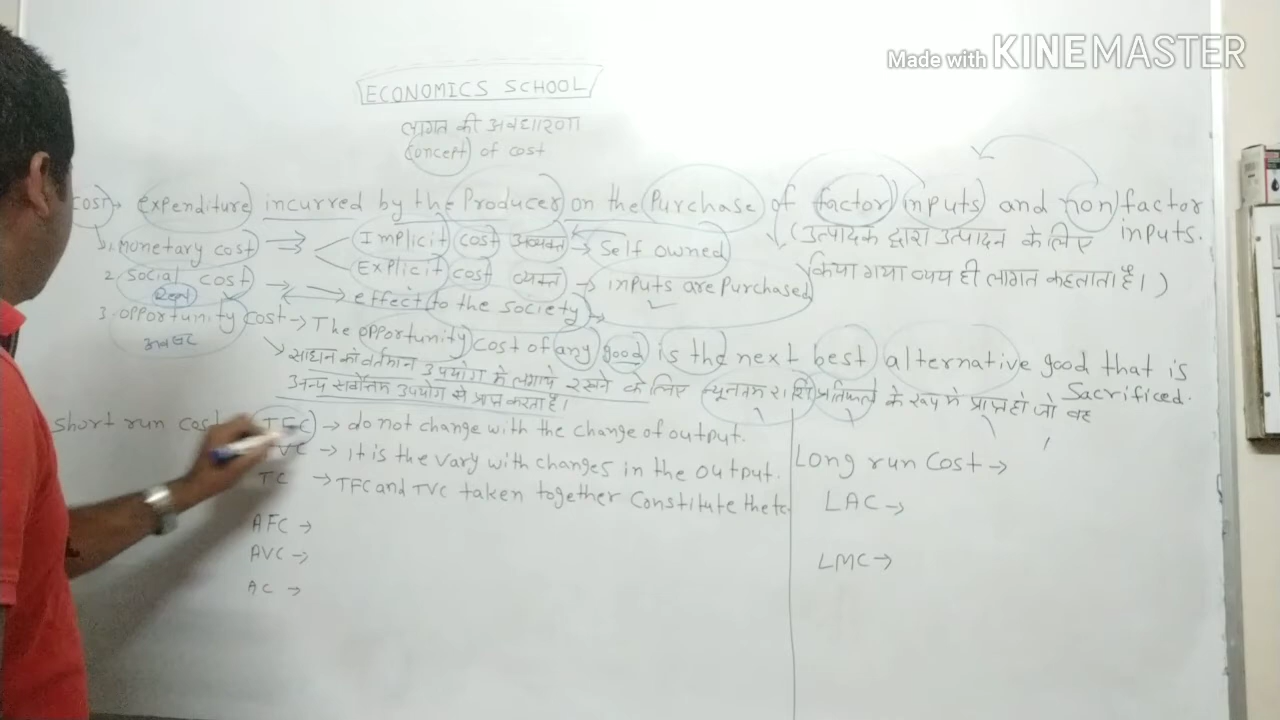 Made with KINEMASTER
ECONOMICS SCHOOL
लागत की अवधारणा
Concept of cost
cost → Expenditure incurred by the Producer on the Purchase of factor inputs and non factor inputs.
(उत्पादक द्वारा उत्पादन के लिए
किया गया व्यय ही लागत कहलाता है। )
1. Monetary cost → Implicit cost अव्यक्त → Self owned
Explicit cost व्यक्त → inputs are Purchased
2. Social cost → effect to the Society
3. opportunity cost → The opportunity cost of any good is the next best alternative good that is Sacrificed.
अवसर
→ साधन को वर्तमान उपयोग में लगाये रखने के लिए न्यूनतम राशि प्रतिफल के रूप में प्राप्त हो जो वह
अन्य सर्वोत्तम उपयोग से प्राप्त करता है।
Short run cost TFC → do not change with the change of output.
TVC → it is the vary with changes in the output.
TC → TFC and TVC taken together Constitute the tc.
AFC →
AVC →
AC →
Long run Cost →
LAC →
LMC →